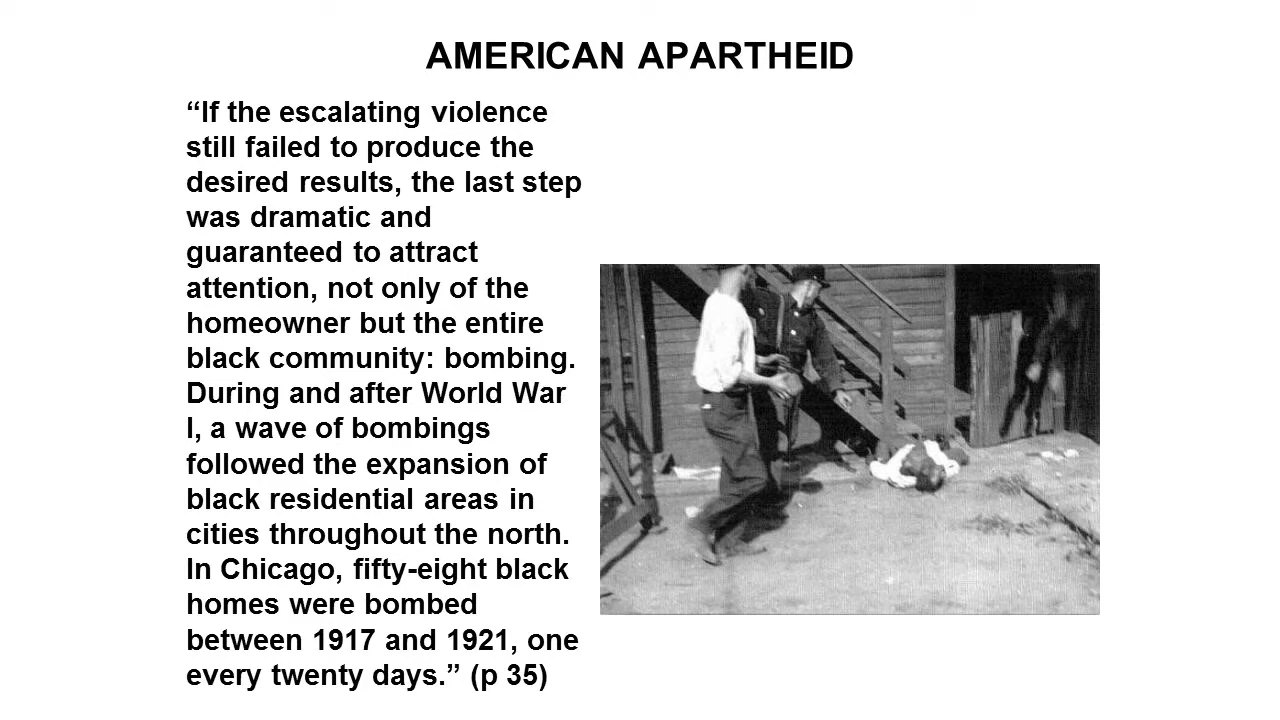 AMERICAN APARTHEID
“If the escalating violence
still failed to produce the
desired results, the last step
was dramatic and
guaranteed to attract
attention, not only of the
homeowner but the entire
black community: bombing.
During and after World War
I, a wave of bombings
followed the expansion of
black residential areas in
cities throughout the north.
In Chicago, fifty-eight black
homes were bombed
between 1917 and 1921, one
every twenty days.” (p 35)